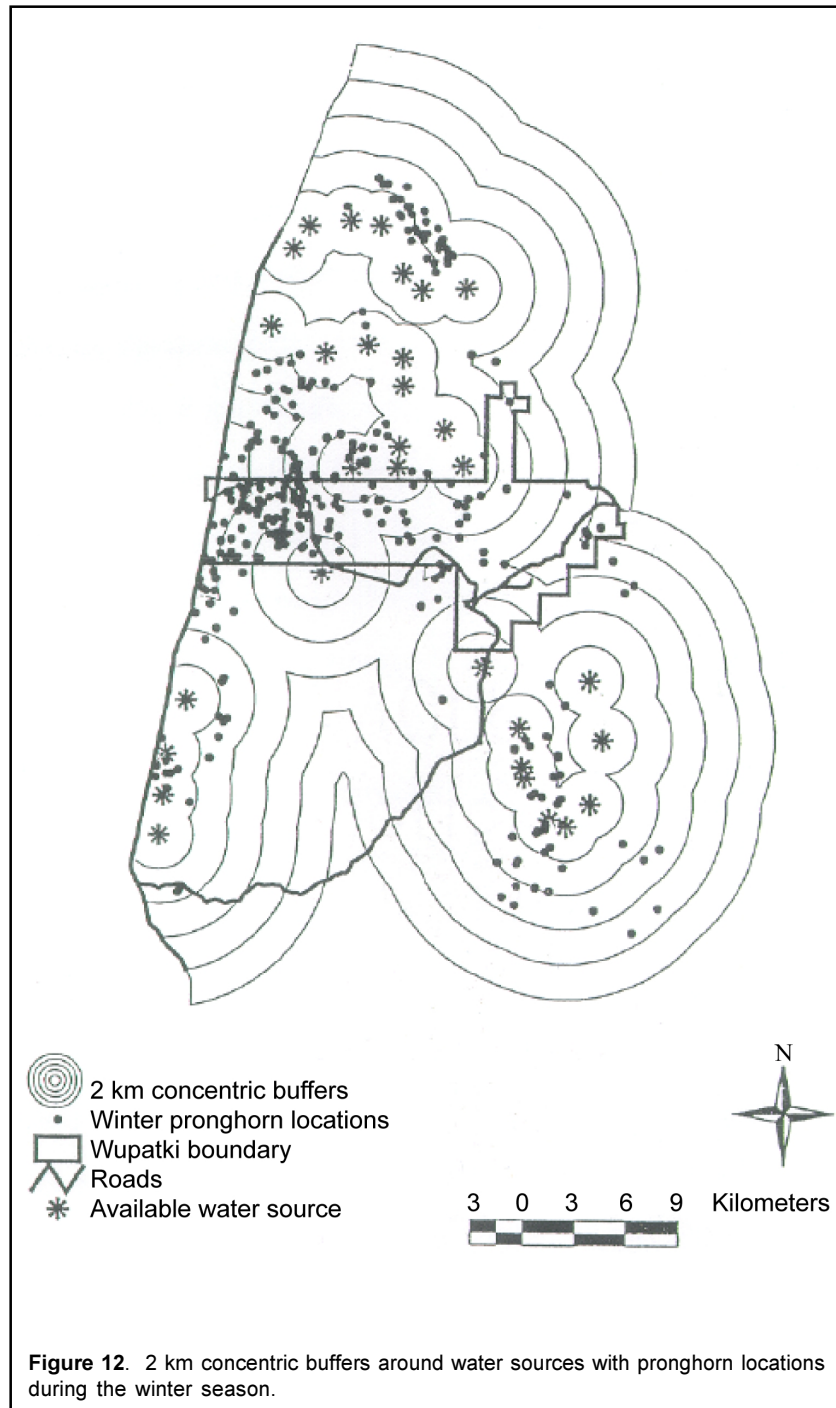 2 km concentric buffers
Winter pronghorn locations
Wupatki boundary
Roads
Available water source
N
3 0 3 6 9 Kilometers
Figure 12. 2 km concentric buffers around water sources with pronghorn locations
during the winter season.